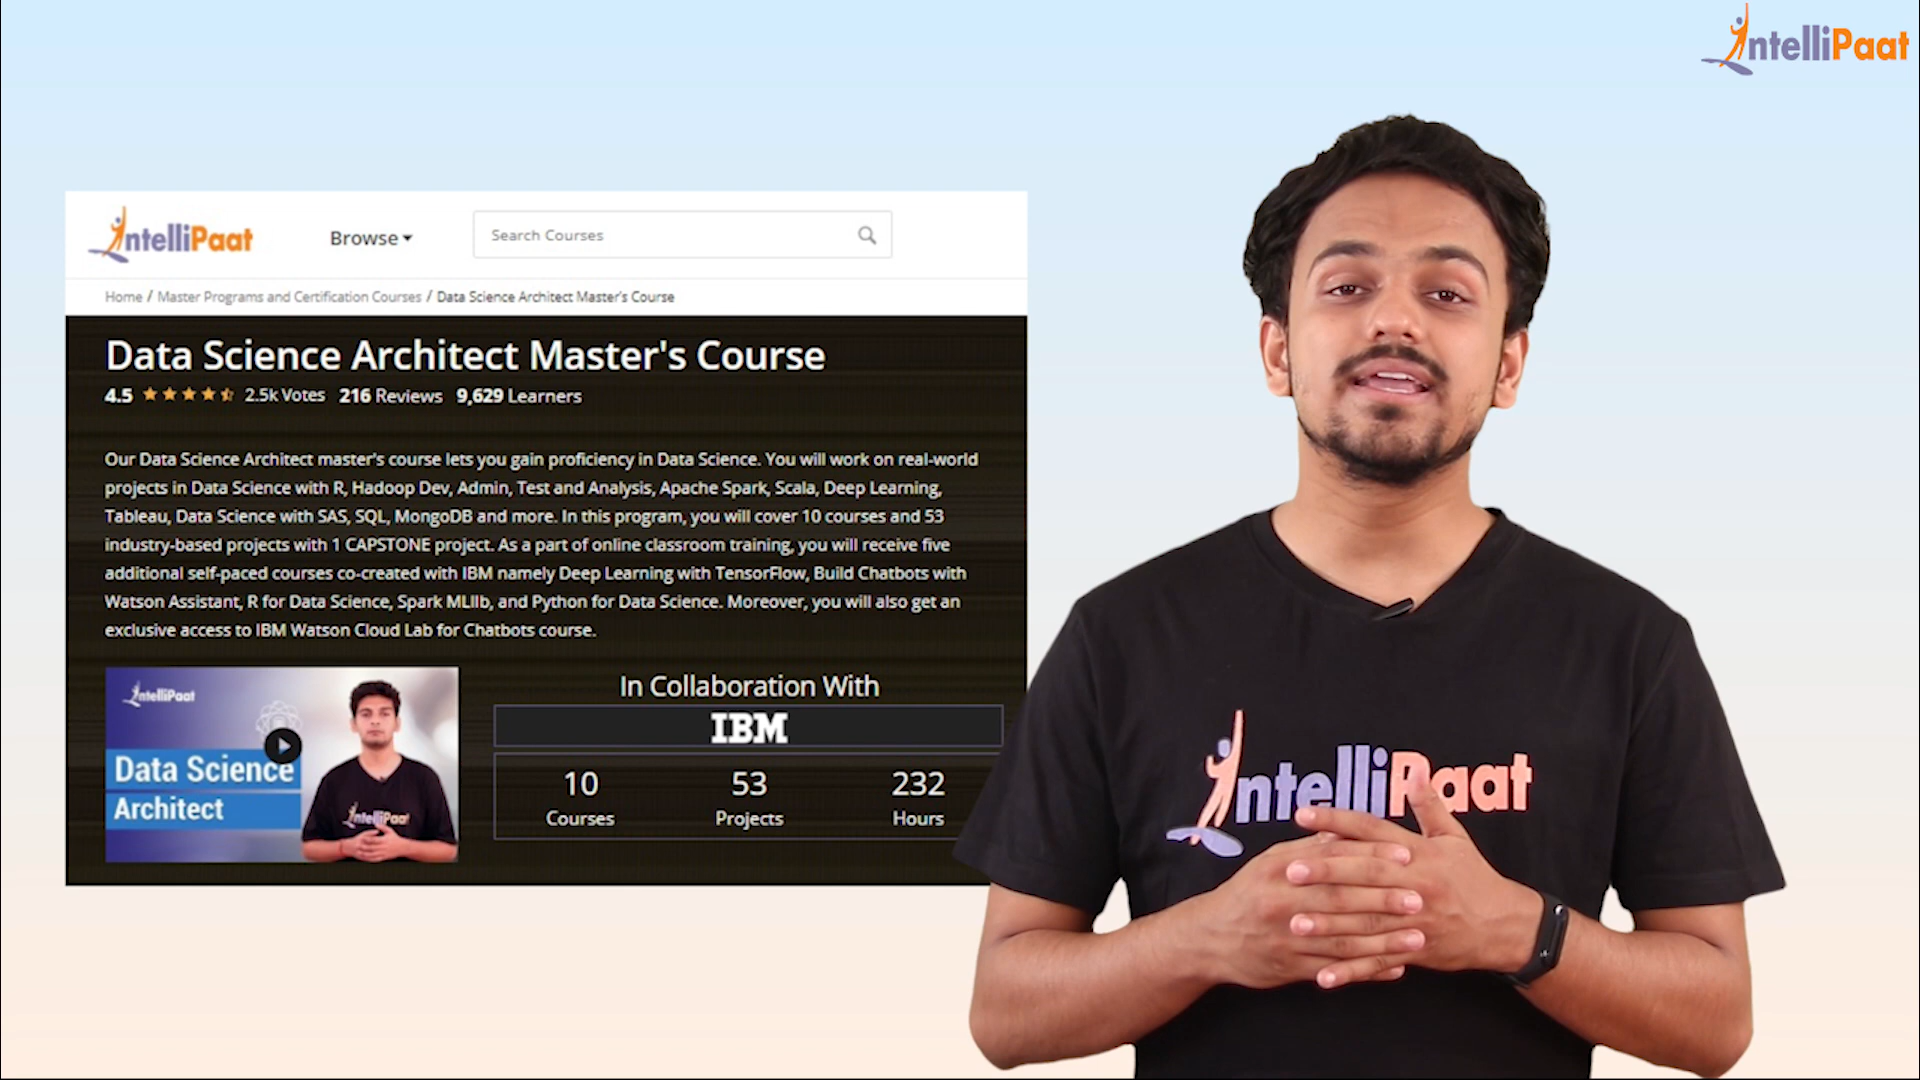 IntelliPaat
IntelliPaat
Browse
Search Courses
Home / Master Programs and Certification Courses / Data Science Architect Master's Course
Data Science Architect Master's Course
4.5 2.5k Votes 216 Reviews 9,629 Learners
Our Data Science Architect master's course lets you gain proficiency in Data Science. You will work on real-world
projects in Data Science with R, Hadoop Dev, Admin, Test and Analysis, Apache Spark, Scala, Deep Learning,
Tableau, Data Science with SAS, SQL, MongoDB and more. In this program, you will cover 10 courses and 53
industry-based projects with 1 CAPSTONE project. As a part of online classroom training, you will receive five
additional self-paced courses co-created with IBM namely Deep Learning with TensorFlow, Build Chatbots with
Watson Assistant, R for Data Science, Spark MLlib, and Python for Data Science. Moreover, you will also get an
exclusive access to IBM Watson Cloud Lab for Chatbots course.
IntelliPaat
Data Science
Architect
IntelliPaat
In Collaboration With
IBM
10 53 232
Courses Projects Hours
IntelliPaat